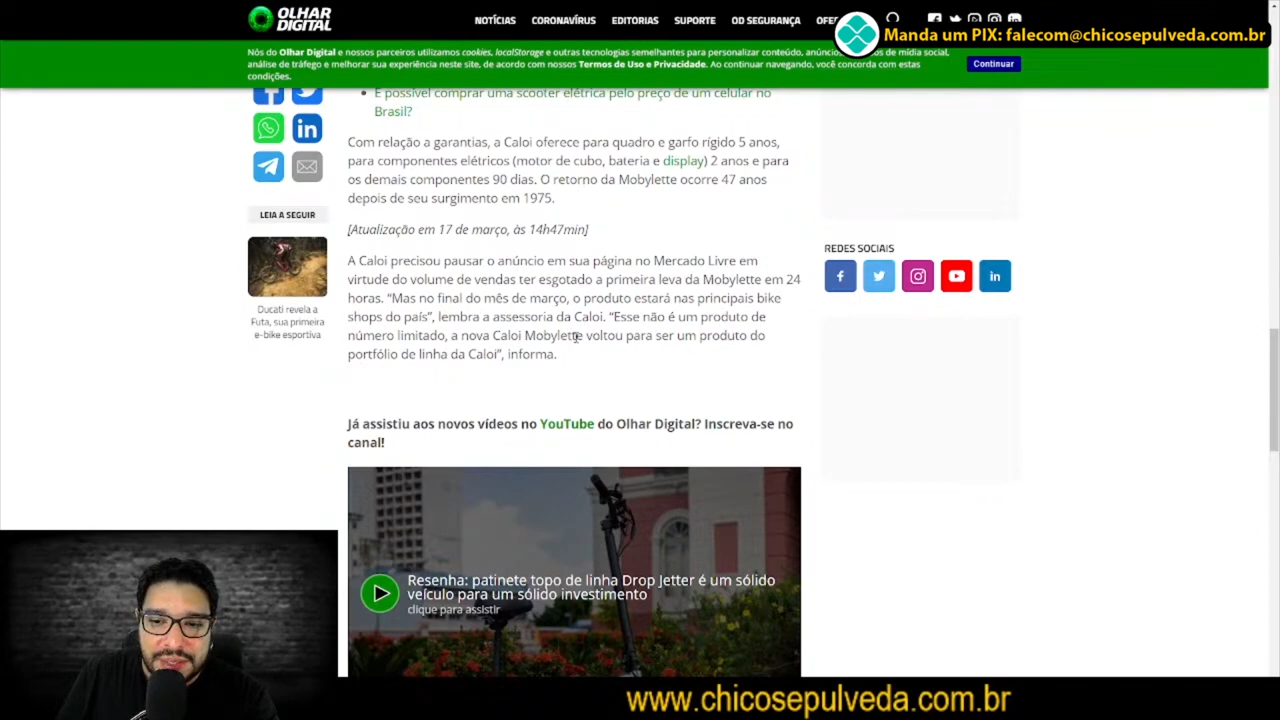 OLHAR
DIGITAL
NOTÍCIAS
CORONAVÍRUS
EDITORIAS
SUPORTE
OD SEGURANÇA
Manda um PIX: falecom@chicosepulveda.com.br
Nós do Olhar Digital e nossos parceiros utilizamos cookies, localStorage e outras tecnologias semelhantes para personalizar conteúdo, anúncios de mídia social,
análise de tráfego e melhorar sua experiência neste site, de acordo com nossos Termos de Uso e Privacidade. Ao continuar navegando, você concorda com estas
condições.
Continuar
É possível comprar uma scooter elétrica pelo preço de um celular no
Brasil?
Com relação a garantias, a Caloi oferece para quadro e garfo rígido 5 anos,
para componentes elétricos (motor de cubo, bateria e display) 2 anos e para
os demais componentes 90 dias. O retorno da Mobylette ocorre 47 anos
depois de seu surgimento em 1975.
LEIA A SEGUIR
Ducati revela a
Futa, sua primeira
e-bike esportiva
[Atualização em 17 de março, às 14h47min]
A Caloi precisou pausar o anúncio em sua página no Mercado Livre em
virtude do volume de vendas ter esgotado a primeira leva da Mobylette em 24
horas. “Mas no final do mês de março, o produto estará nas principais bike
shops do país”, lembra a assessoria da Caloi. “Esse não é um produto de
número limitado, a nova Caloi Mobylette voltou para ser um produto do
portfólio de linha da Caloi”, informa.
REDES SOCIAIS
Já assistiu aos novos vídeos no YouTube do Olhar Digital? Inscreva-se no
canal!
Resenha: patinete topo de linha Drop Jetter é um sólido
veículo para um sólido investimento
clique para assistir
www.chicosepulveda.com.br